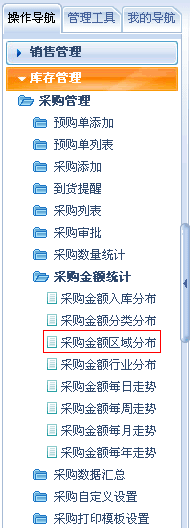 操作导航 管理工具 我的导航
销售管理
库存管理
采购管理
预购单添加
预购单列表
采购添加
到货提醒
采购列表
采购审批
采购数量统计
采购金额统计
采购金额入库分布
采购金额分类分布
采购金额区域分布
采购金额行业分布
采购金额每日走势
采购金额每周走势
采购金额每月走势
采购金额每年走势
采购数据汇总
采购自定义设置
采购打印模板设置